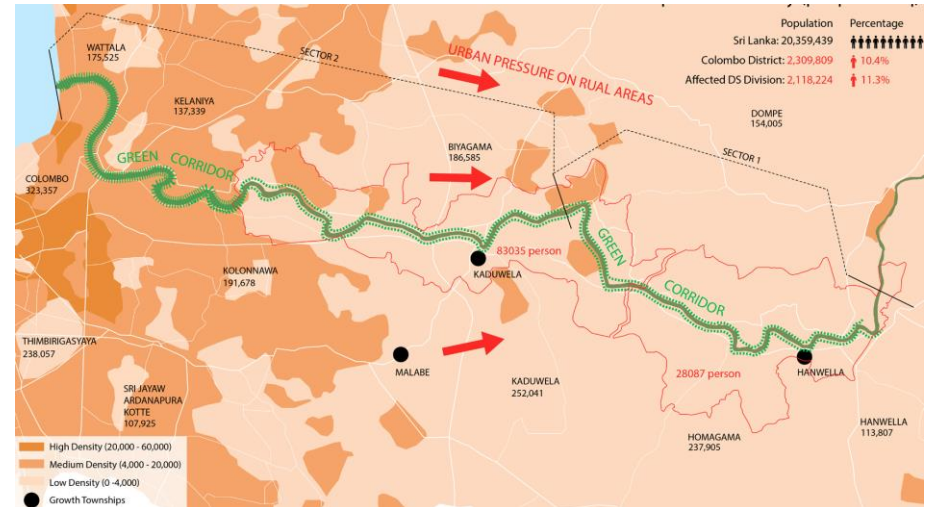 Population Percentage
Sri Lanka: 20,359,439
Colombo District: 2,309,809 10.4%
Affected DS Division: 2,118,224 11.3%
WATTALA
175,525
SECTOR 2
URBAN PRESSURE ON RUAL AREAS
KELANIYA
137,339
DOMPE
154,005
BIYAGAMA
186,585
SECTOR 1
GREEN CORRIDOR
COLOMBO
323,357
83035 person
GREEN
KADUWELA
KOLONNAWA
191,678
CORRIDOR
THIMBIRIGASYAYA
238.057
MALABE
28087 person
HANWELLA
SRI JAYAW
ARDANAPURA
KOTTE
107,925
KADUWELA
252,041
HANWELLA
113,807
HOMAGAMA
237,905
High Density (20,000 - 60,000)
Medium Density (4,000 - 20,000)
Low Density (0 -4,000)
Growth Townships